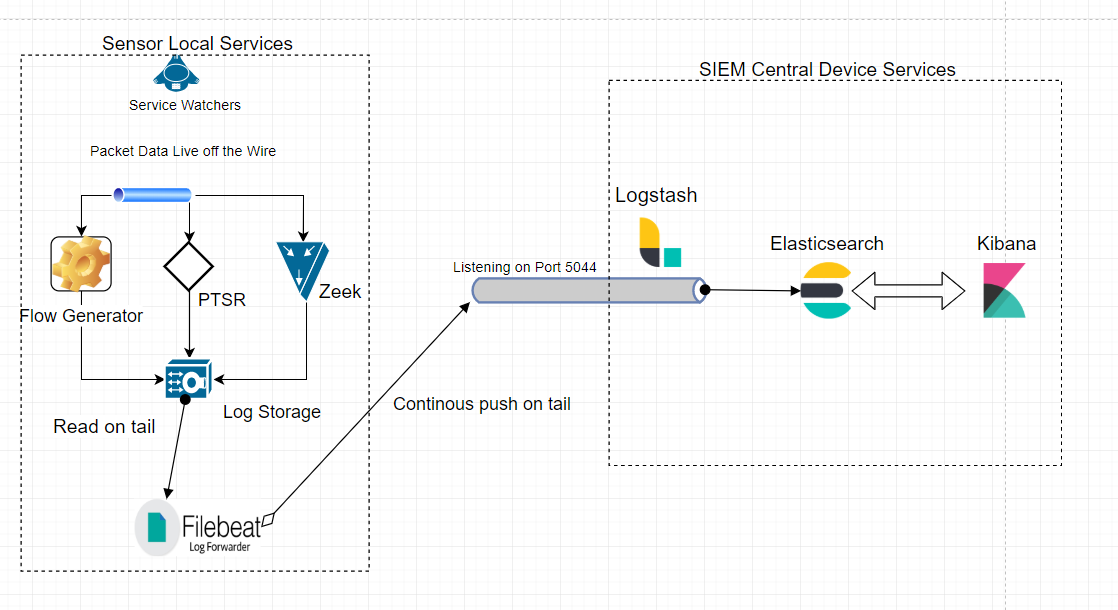 Sensor Local Services
Service Watchers
Packet Data Live off the Wire
Flow Generator
PTSR
Zeek
Log Storage
Read on tail
Filebeat
Log Forwarder
Continous push on tail
SIEM Central Device Services
Logstash
Listening on Port 5044
Elasticsearch
Kibana